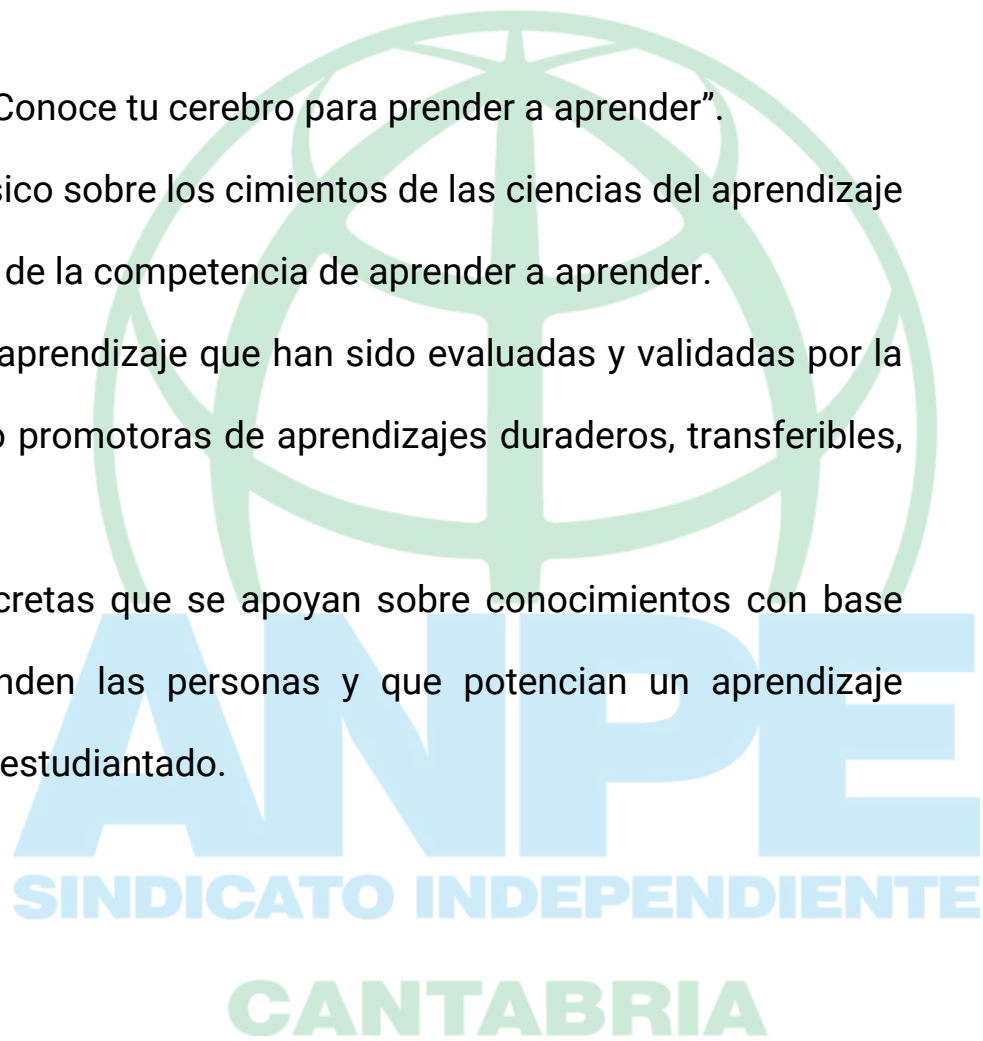 Conoce tu cerebro para prender a aprender”.
sico sobre los cimientos de las ciencias del aprendizaje
de la competencia de aprender a aprender.
aprendizaje que han sido evaluadas y validadas por la
o promotoras de aprendizajes duraderos, transferibles,
cretas que se apoyan sobre conocimientos con base
nden las personas y que potencian un aprendizaje
estudiantado.
ANPE
SINDICATO INDEPENDIENTE
CANTABRIA